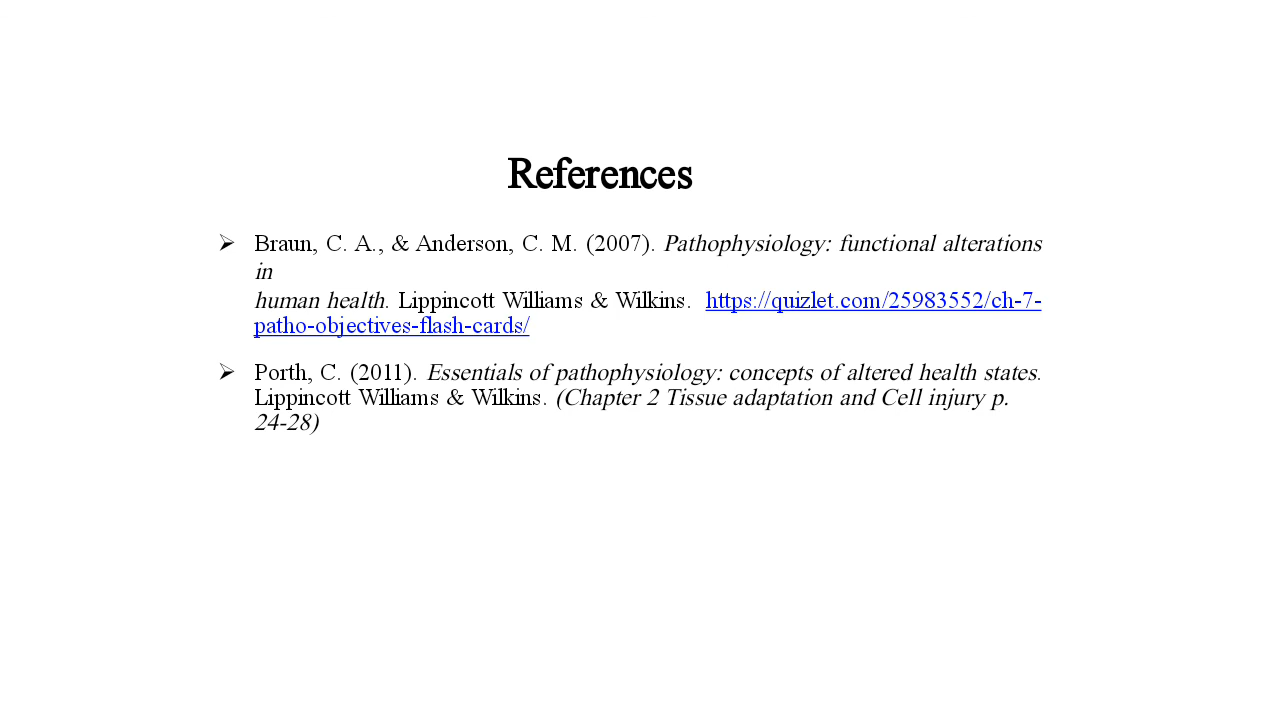 References
➢ Braun, C. A., & Anderson, C. M. (2007). Pathophysiology: functional alterations
in
human health. Lippincott Williams & Wilkins. https://quizlet.com/25983552/ch-7-
patho-objectives-flash-cards/
➢ Porth, C. (2011). Essentials of pathophysiology: concepts of altered health states.
Lippincott Williams & Wilkins. (Chapter 2 Tissue adaptation and Cell injury p.
24-28)